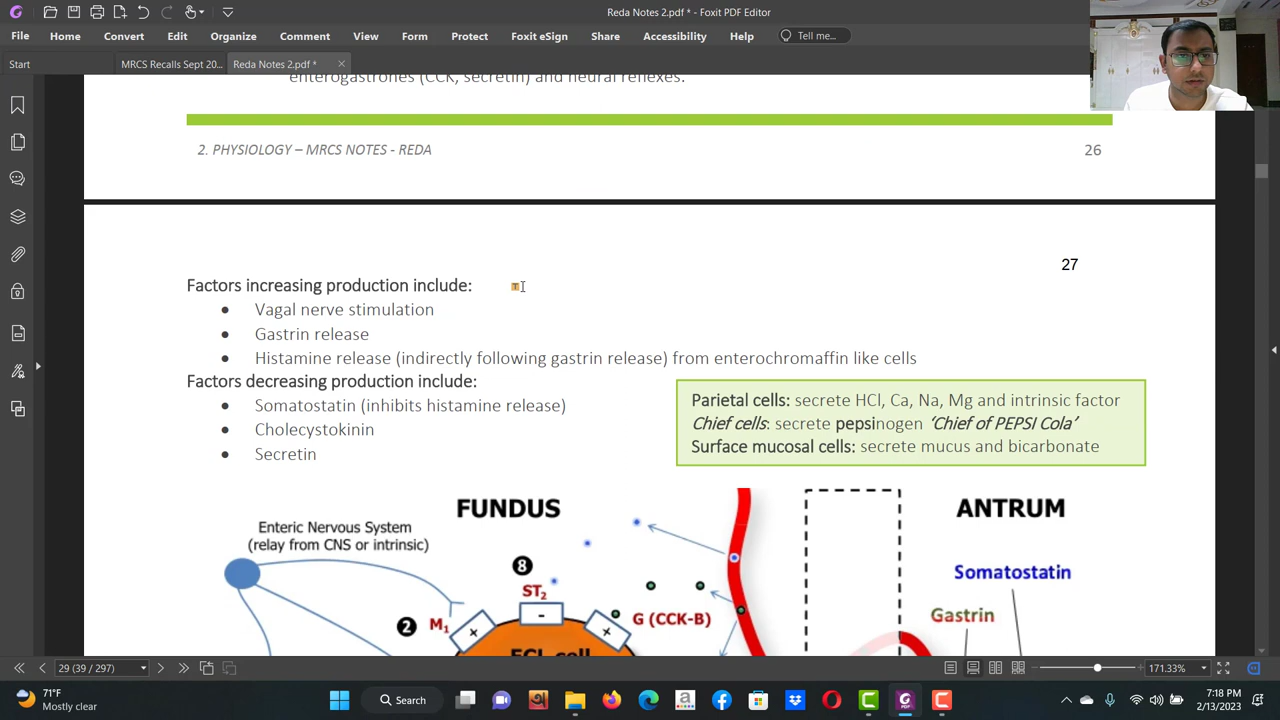 Reda Notes 2.pdf * - Foxit PDF Editor
File Home Convert Edit Organize Comment View Form Protect Foxit eSign Share Accessibility Help Tell me...
Start MRCS Recalls Sept 20... Reda Notes 2.pdf *
enterogastrones (CCK, secretin) and neural reflexes.
2. PHYSIOLOGY – MRCS NOTES - REDA 26
27
Factors increasing production include:
● Vagal nerve stimulation
● Gastrin release
● Histamine release (indirectly following gastrin release) from enterochromaffin like cells
Factors decreasing production include:
● Somatostatin (inhibits histamine release)
● Cholecystokinin
● Secretin
Parietal cells: secrete HCl, Ca, Na, Mg and intrinsic factor
Chief cells: secrete pepsinogen ‘Chief of PEPSI Cola’
Surface mucosal cells: secrete mucus and bicarbonate
FUNDUS
ANTRUM
Enteric Nervous System
(relay from CNS or intrinsic)
8
ST2
-
2 M1
+
+
G (CCK-B)
ECL cell
Somatostatin
Gastrin
29 (39 / 297)
171.33%
71°F
Mostly clear
Search
7:18 PM
2/13/2023